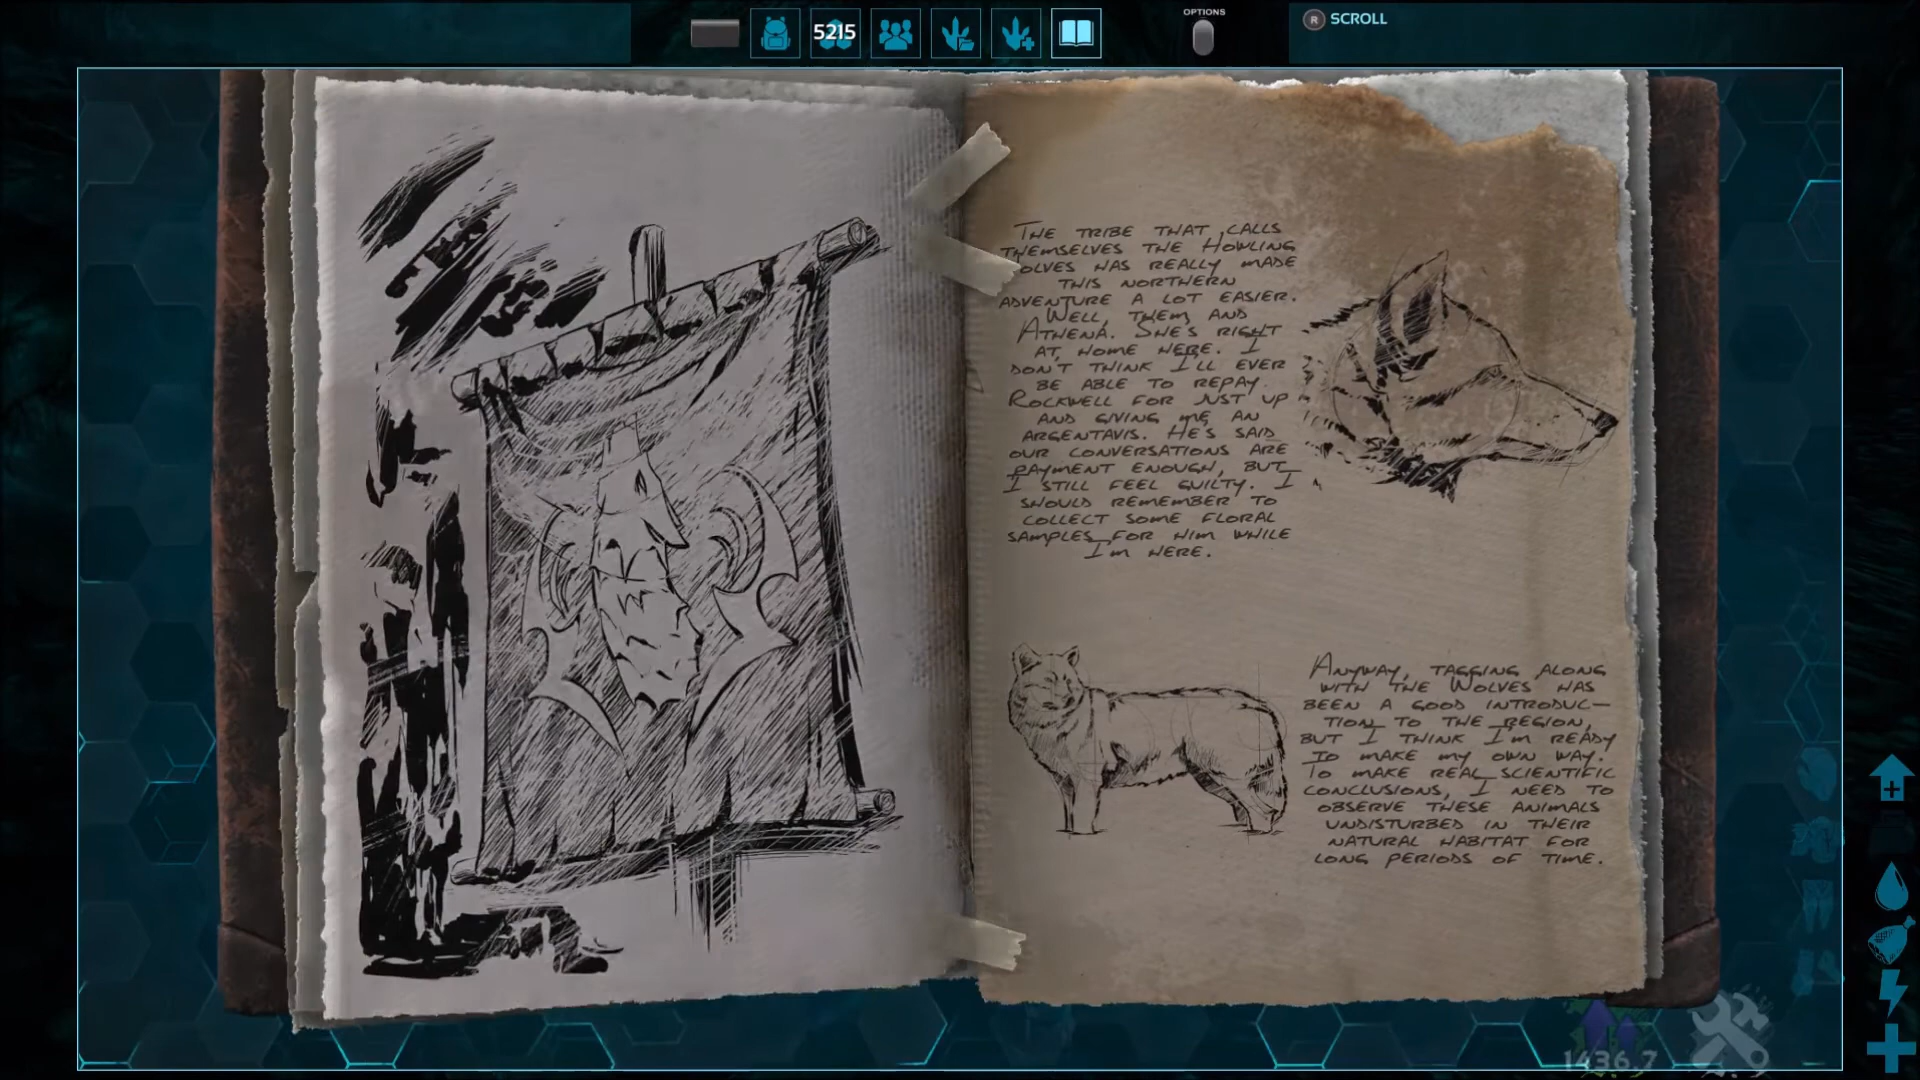 5215
OPTIONS
R SCROLL
THE TRIBE THAT CALLS
THEMSELVES THE HOWLING
WOLVES HAS REALLY MADE
THIS NORTHERN
ADVENTURE A LOT EASIER.
WELL, THEM, AND
ATHENA. SHE'S RIGHT
AT HOME HERE. I
DON'T THINK I'LL EVER
BE ABLE TO REPAY
ROCKWELL FOR JUST UP
AND GIVING ME AN
ARGENTAVIS. HE'S SAID
OUR CONVERSATIONS ARE
PAYMENT ENOUGH, BUT
I STILL FEEL GUILTY. I
SHOULD REMEMBER TO
COLLECT SOME FLORAL
SAMPLES FOR HIM WHILE
I'M HERE.
ANYWAY, TAGGING ALONG
WITH THE WOLVES HAS
BEEN A GOOD INTRODUC-
TION TO THE REGION,
BUT I THINK I'M READY
TO MAKE MY OWN WAY.
TO MAKE REAL SCIENTIFIC
CONCLUSIONS, I NEED TO
OBSERVE THESE ANIMALS
UNDISTURBED IN THEIR
NATURAL HABITAT FOR
LONG PERIODS OF TIME.
1436.7